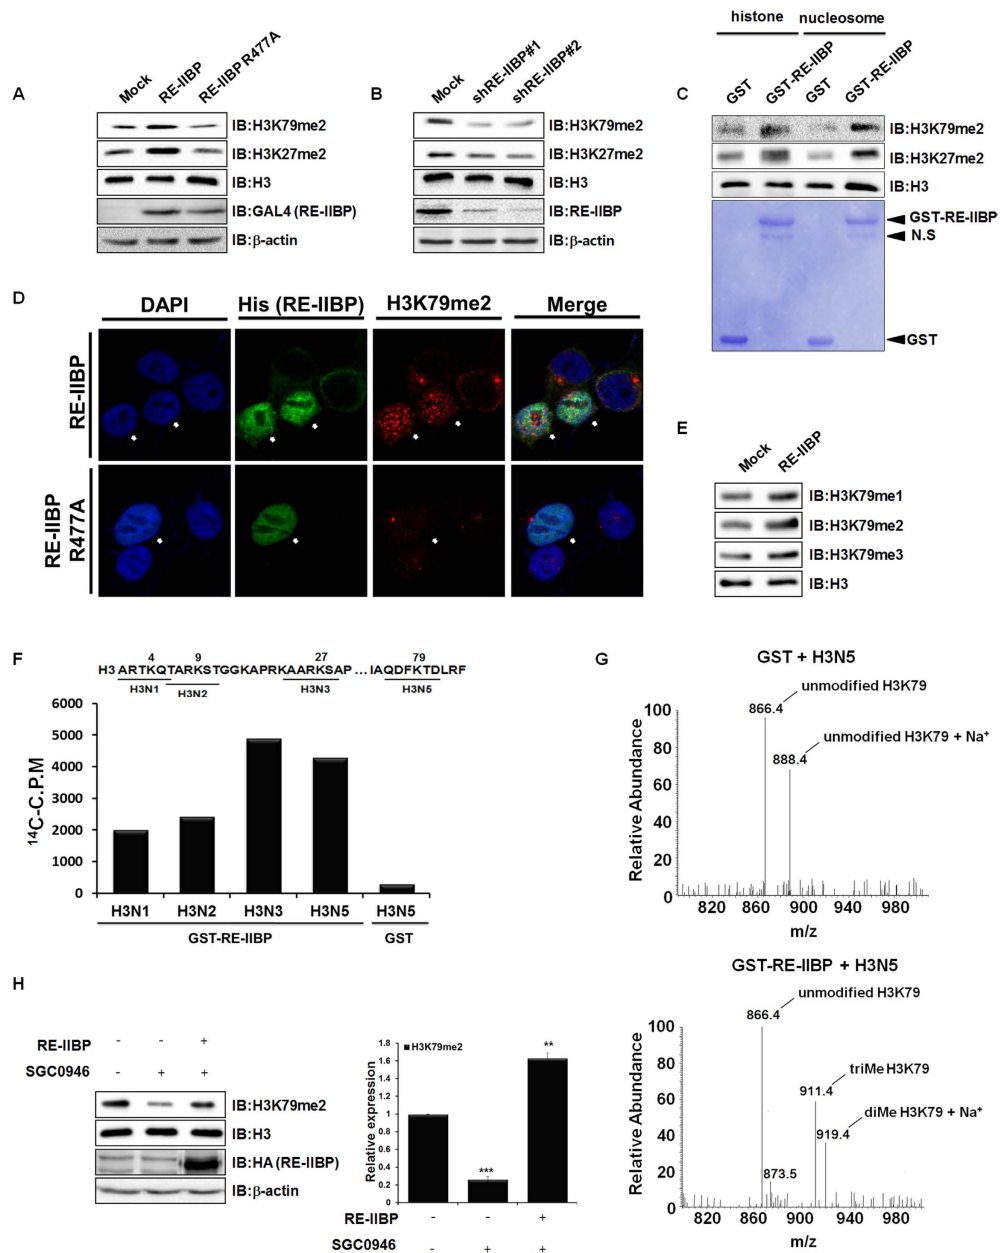 A
Mock
RE-IIBP
RE-IIBP R477A
IB:H3K79me2
IB:H3K27me2
IB:H3
IB:GAL4 (RE-IIBP)
IB:β-actin
B
Mock
shRE-IIBP#1
shRE-IIBP#2
IB:H3K79me2
IB:H3K27me2
IB:H3
IB:RE-IIBP
IB:β-actin
C
histone
nucleosome
GST
GST-RE-IIBP
GST
GST-RE-IIBP
IB:H3K79me2
IB:H3K27me2
IB:H3
GST-RE-IIBP
N.S
GST
D
DAPI
His (RE-IIBP)
H3K79me2
Merge
RE-IIBP
RE-IIBP
R477A
E
Mock
RE-IIBP
IB:H3K79me1
IB:H3K79me2
IB:H3K79me3
IB:H3
F
4 9 27 79
H3 ARTKQTARKSTGGKAPRKAARKSAP ... IAQDFKTDLRF
H3N1 H3N2 H3N3 H3N5
14C-C.P.M
6000
5000
4000
3000
2000
1000
0
H3N1 H3N2 H3N3 H3N5 H3N5
GST-RE-IIBP GST
G
GST + H3N5
unmodified H3K79
866.4
unmodified H3K79 + Na+
888.4
Relative Abundance
100
80
60
40
20
0
820 860 900 940 980
m/z
GST-RE-IIBP + H3N5
unmodified H3K79
866.4
triMe H3K79
911.4
diMe H3K79 + Na+
919.4
873.5
Relative Abundance
100
80
60
40
20
0
820 860 900 940 980
m/z
H
RE-IIBP - - +
SGC0946 - + +
IB:H3K79me2
IB:H3
IB:HA (RE-IIBP)
IB:β-actin
H3K79me2
Relative expression
1.8
1.6
1.4
1.2
1
0.8
0.6
0.4
0.2
0
***
**
RE-IIBP - - +
SGC0946 - + +